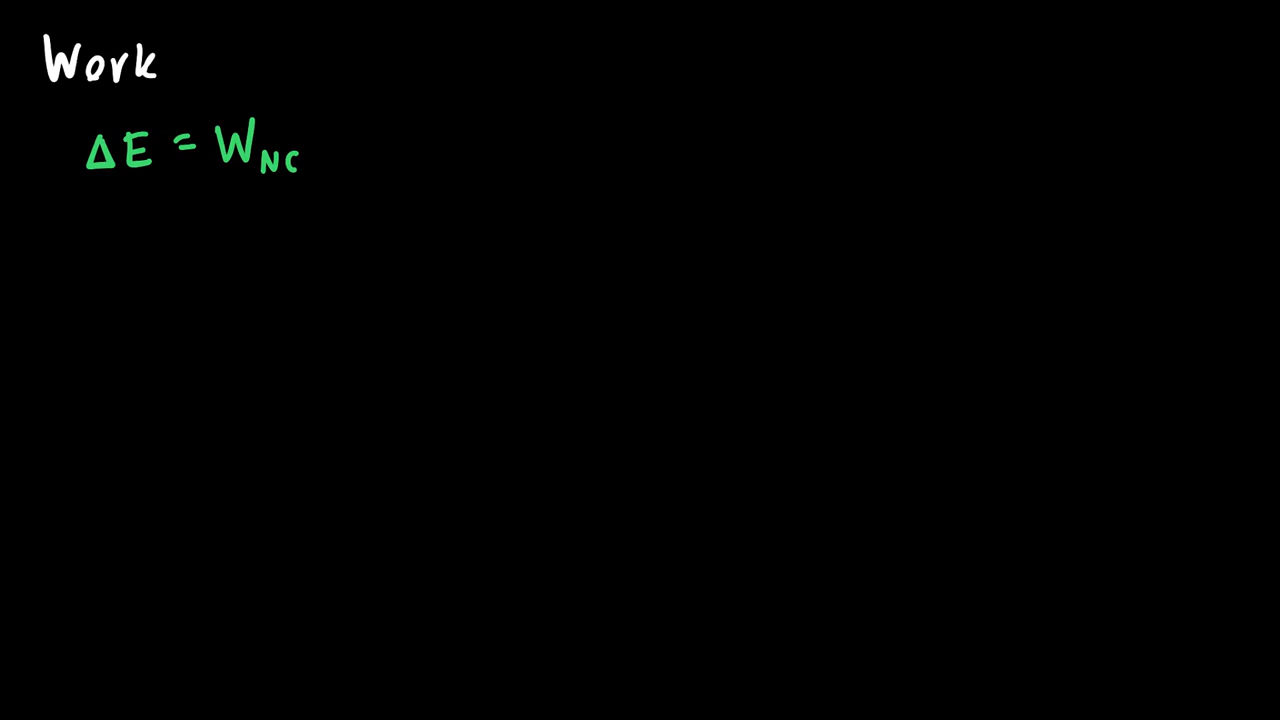 Work
ΔE = W_NC